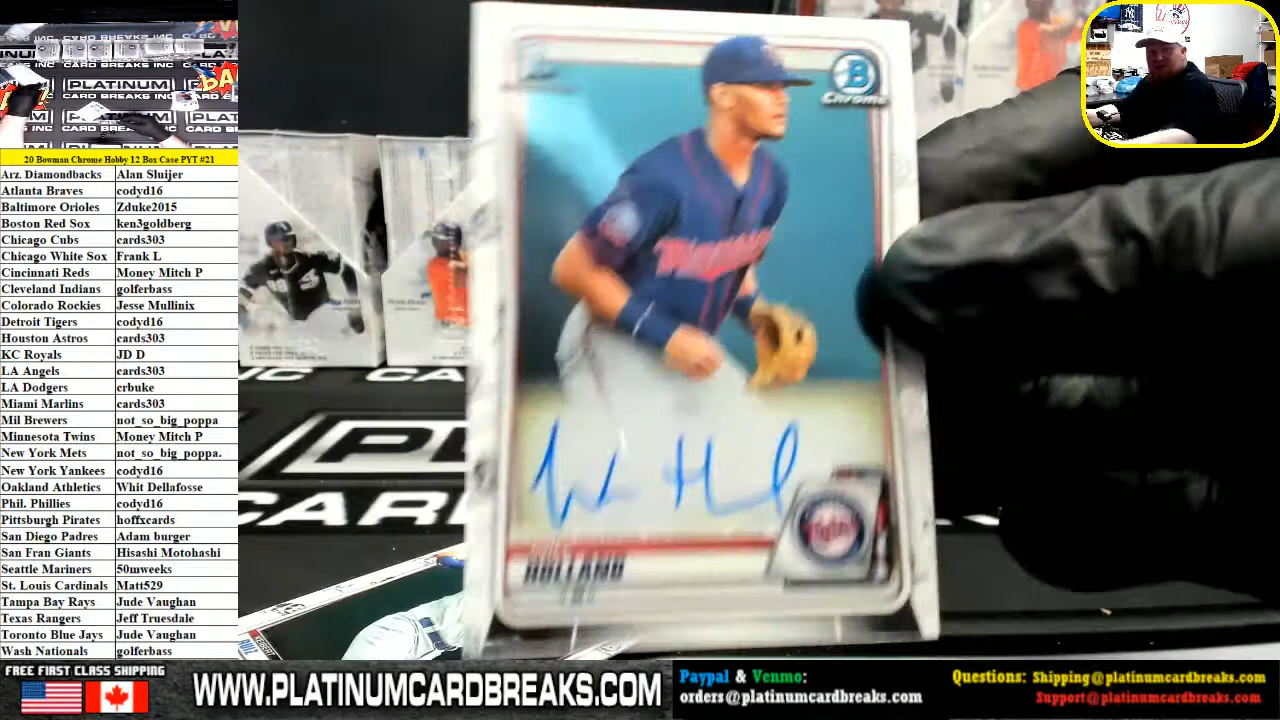 20 Bowman Chrome Hobby 12 Box Case PYT #21
Arz. Diamondbacks Alan Sluijer
Atlanta Braves codyd16
Baltimore Orioles Zduke2015
Boston Red Sox ken3goldberg
Chicago Cubs cards303
Chicago White Sox Frank L
Cincinnati Reds Money Mitch P
Cleveland Indians golferbass
Colorado Rockies Jesse Mullinix
Detroit Tigers codyd16
Houston Astros cards303
KC Royals JD D
LA Angels cards303
LA Dodgers crbuke
Miami Marlins cards303
Mil Brewers not_so_big_poppa
Minnesota Twins Money Mitch P
New York Mets not_so_big_poppa.
New York Yankees codyd16
Oakland Athletics Whit Dellafosse
Phil. Phillies codyd16
Pittsburgh Pirates hoffxcards
San Diego Padres Adam burger
San Fran Giants Hisashi Motohashi
Seattle Mariners 50mweeks
St. Louis Cardinals Matt529
Tampa Bay Rays Jude Vaughan
Texas Rangers Jeff Truesdale
Toronto Blue Jays Jude Vaughan
Wash Nationals golferbass
PLATINUM
CARD BREAKS INC
B
Chrome
Twins
HOLLAND
FREE FIRST CLASS SHIPPING
WWW.PLATINUMCARDBREAKS.COM
Paypal & Venmo:
orders@platinumcardbreaks.com
Questions: Shipping@platinumcardbreaks.com
Support@platinumcardbreaks.com